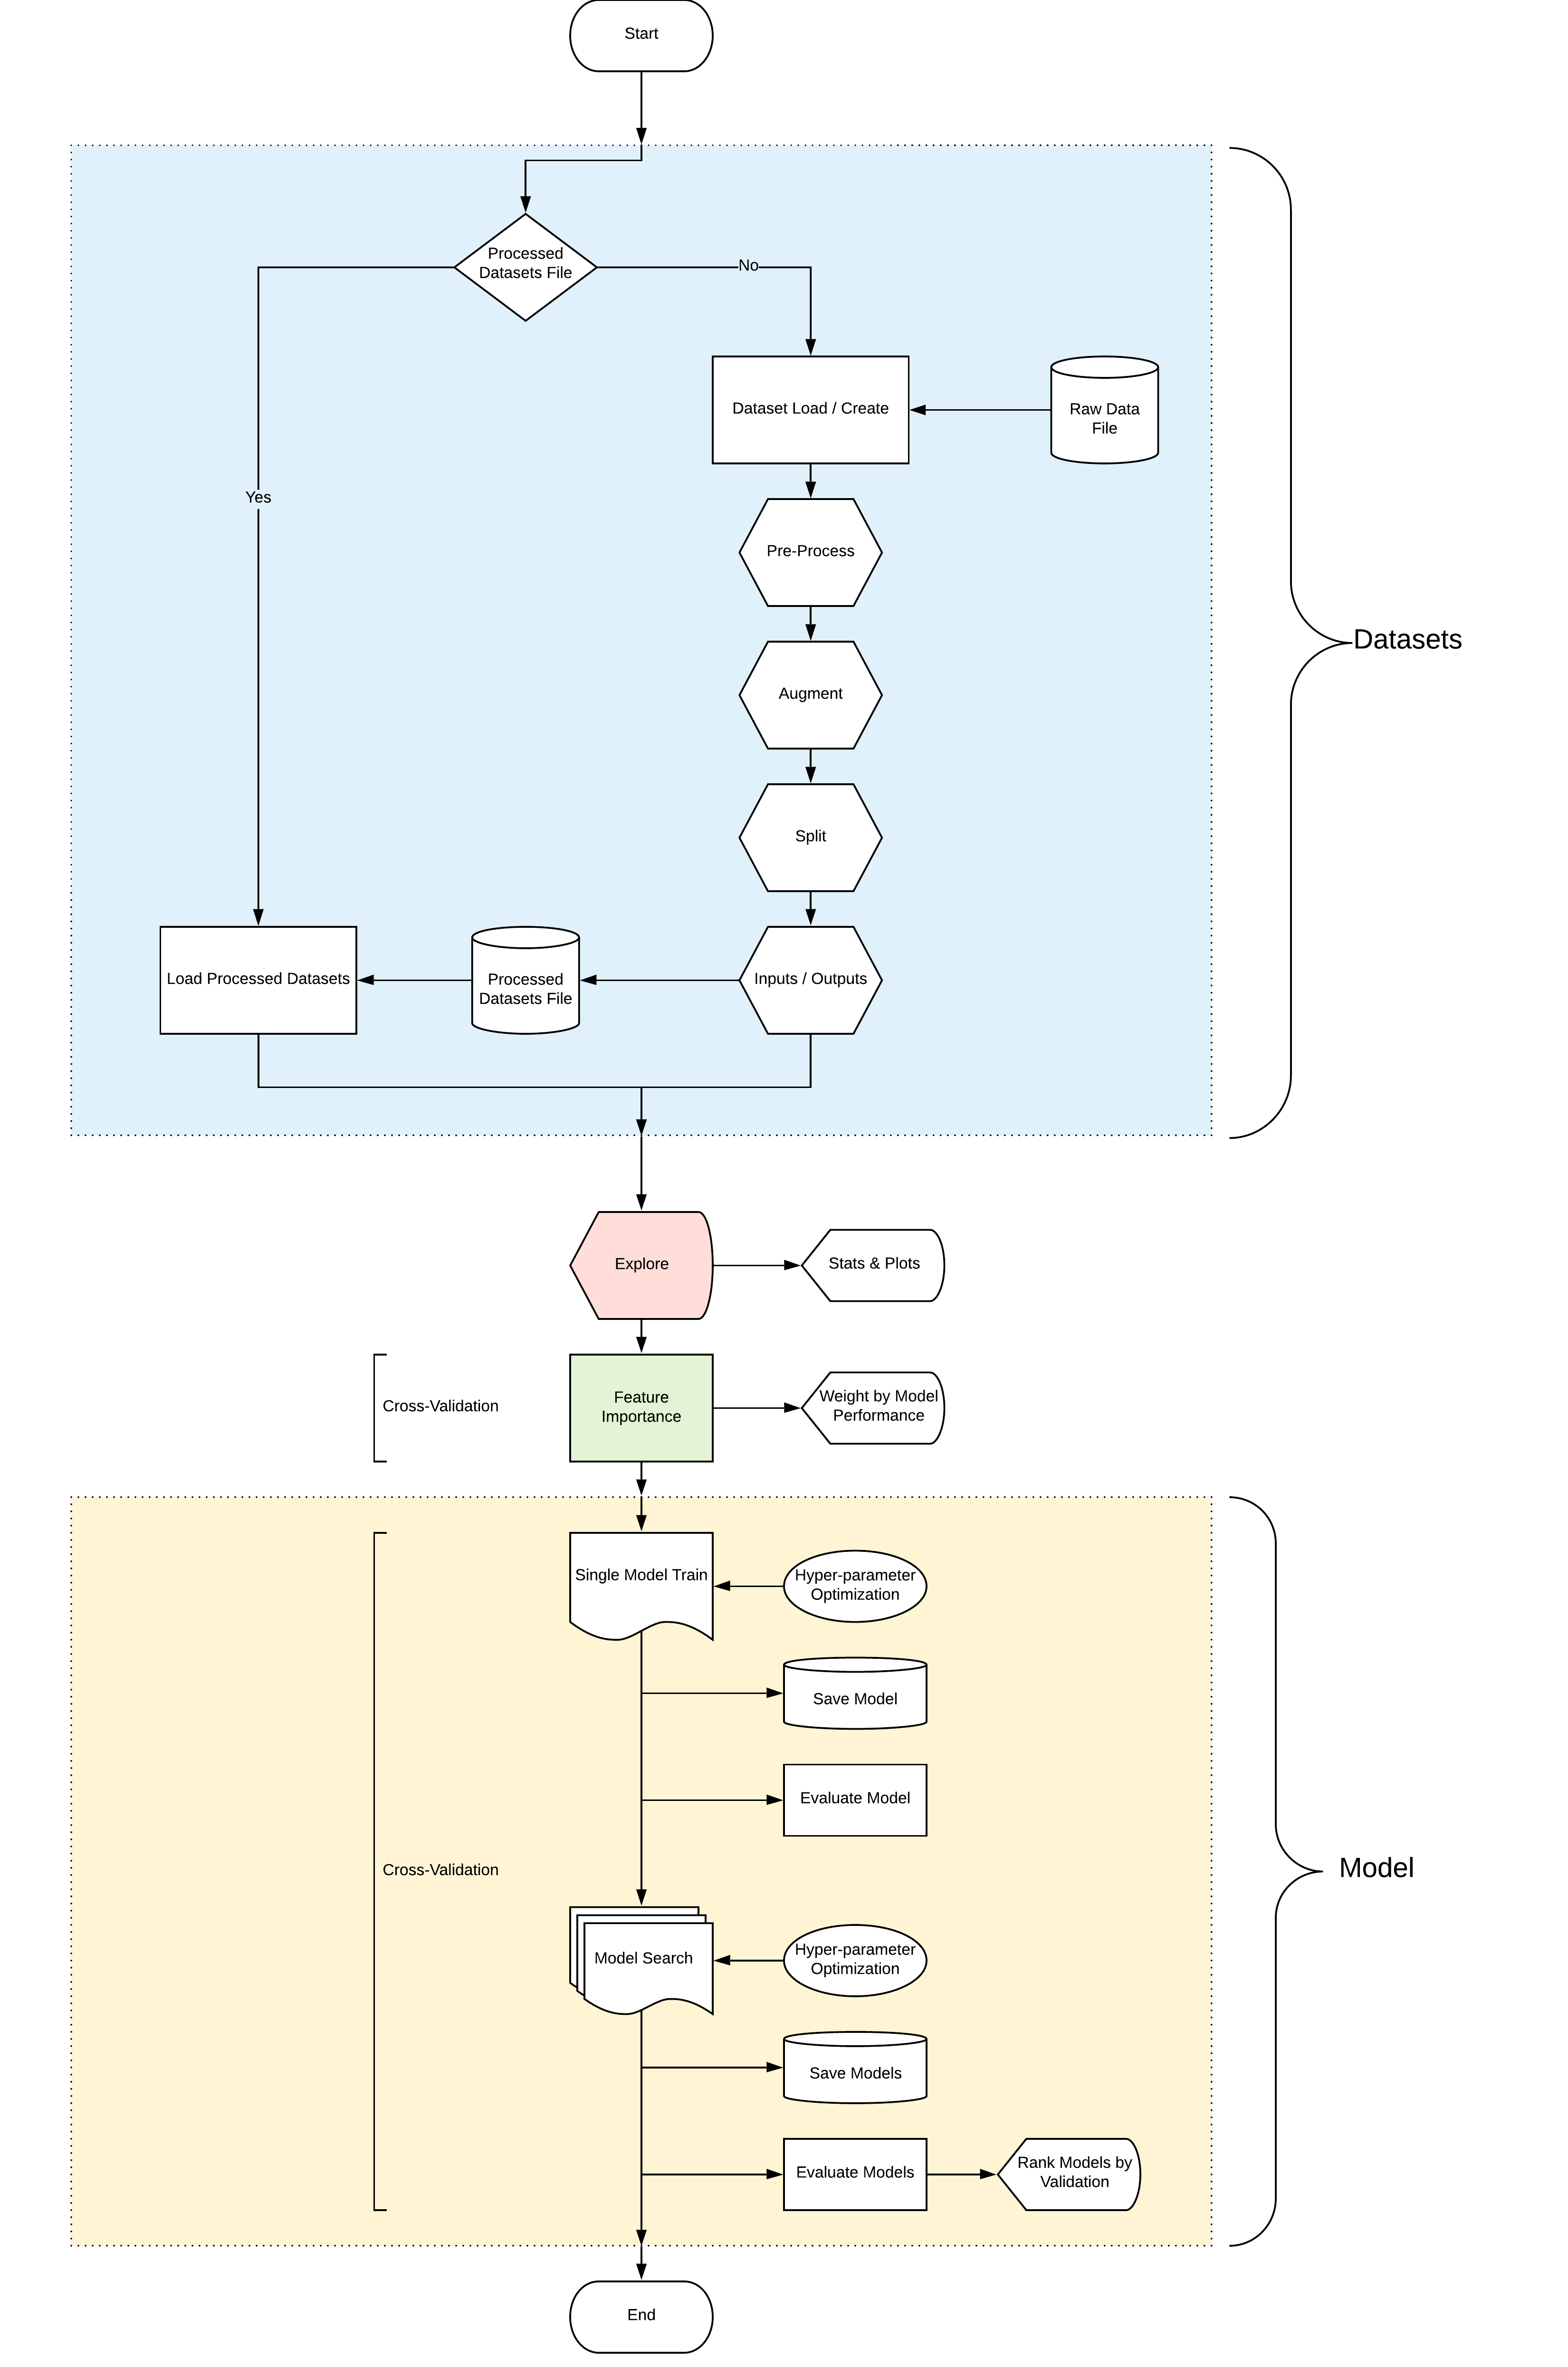 Start
Processed
Datasets File
No
Dataset Load / Create
Raw Data
File
Yes
Pre-Process
Datasets
Augment
Split
Load Processed Datasets
Processed
Datasets File
Inputs / Outputs
Explore
Stats & Plots
Cross-Validation
Feature
Importance
Weight by Model
Performance
Single Model Train
Hyper-parameter
Optimization
Save Model
Evaluate Model
Cross-Validation
Model
Model Search
Hyper-parameter
Optimization
Save Models
Evaluate Models
Rank Models by
Validation
End